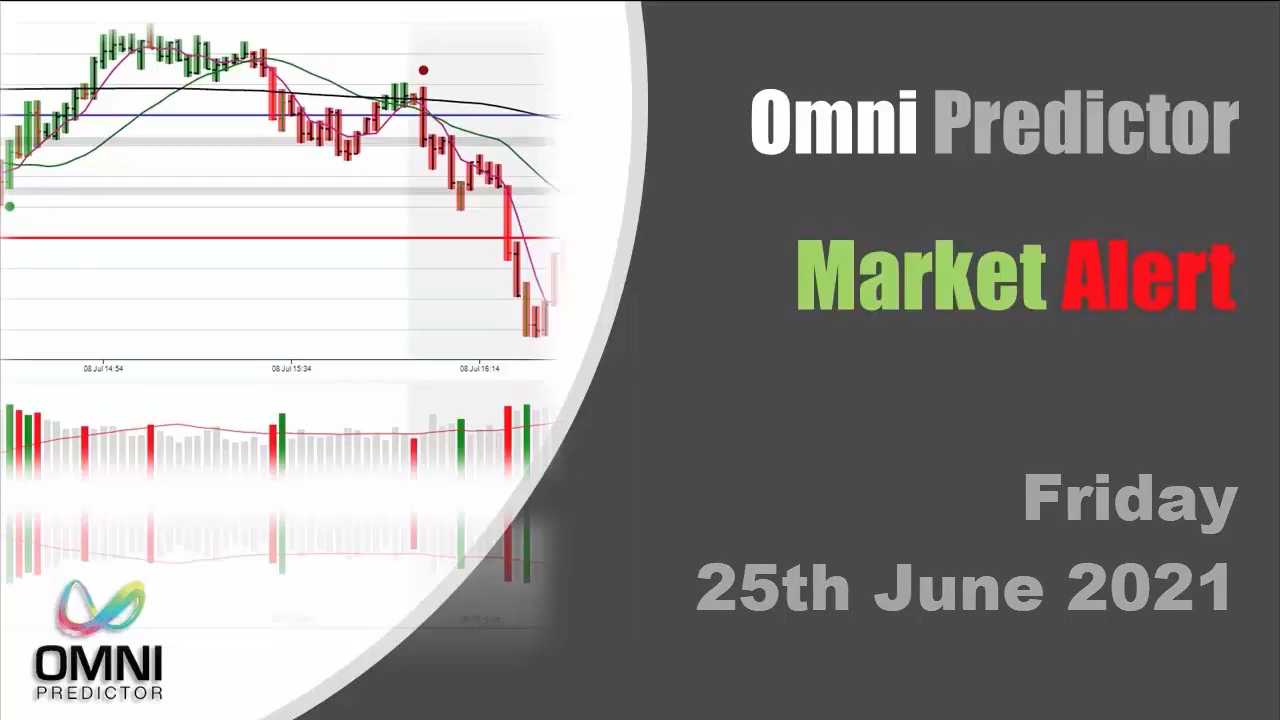 Omni Predictor
Market Alert
Friday
25th June 2021
08 Jul 14:54
08 Jul 15:34
08 Jul 16:14
OMNI
PREDICTOR